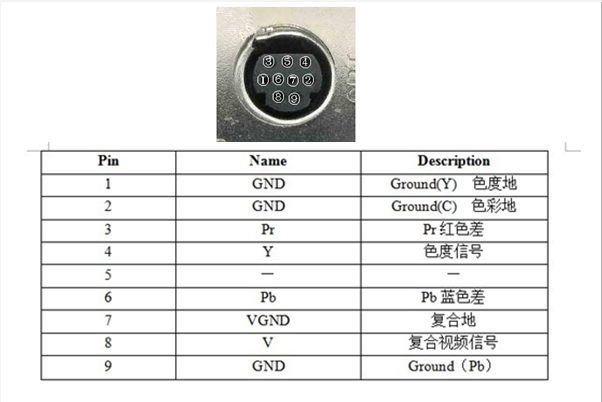 ③ ⑤ ④
① ⑥ ⑦ ②
⑧ ⑨
Pin Name Description
1 GND Ground(Y) 色度地
2 GND Ground(C) 色彩地
3 Pr Pr 红色差
4 Y 色度信号
5 — —
6 Pb Pb 蓝色差
7 VGND 复合地
8 V 复合视频信号
9 GND Ground（Pb）